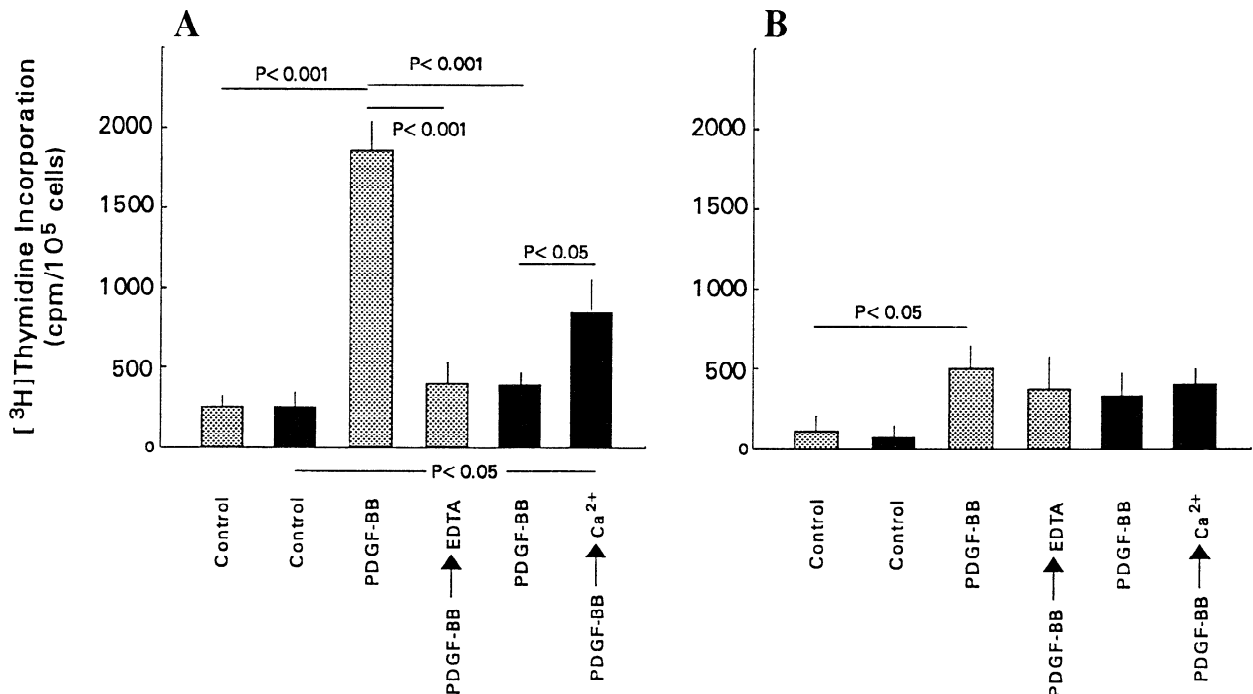 A
B
[³H]Thymidine Incorporation
(cpm/10⁵ cells)
P< 0.001
P< 0.001
P< 0.001
P< 0.05
P< 0.05
2000
1500
1000
500
0
Control
Control
PDGF-BB
PDGF-BB → EDTA
PDGF-BB
PDGF-BB → Ca²⁺
P< 0.05
2000
1500
1000
500
0
Control
Control
PDGF-BB
PDGF-BB → EDTA
PDGF-BB
PDGF-BB → Ca²⁺